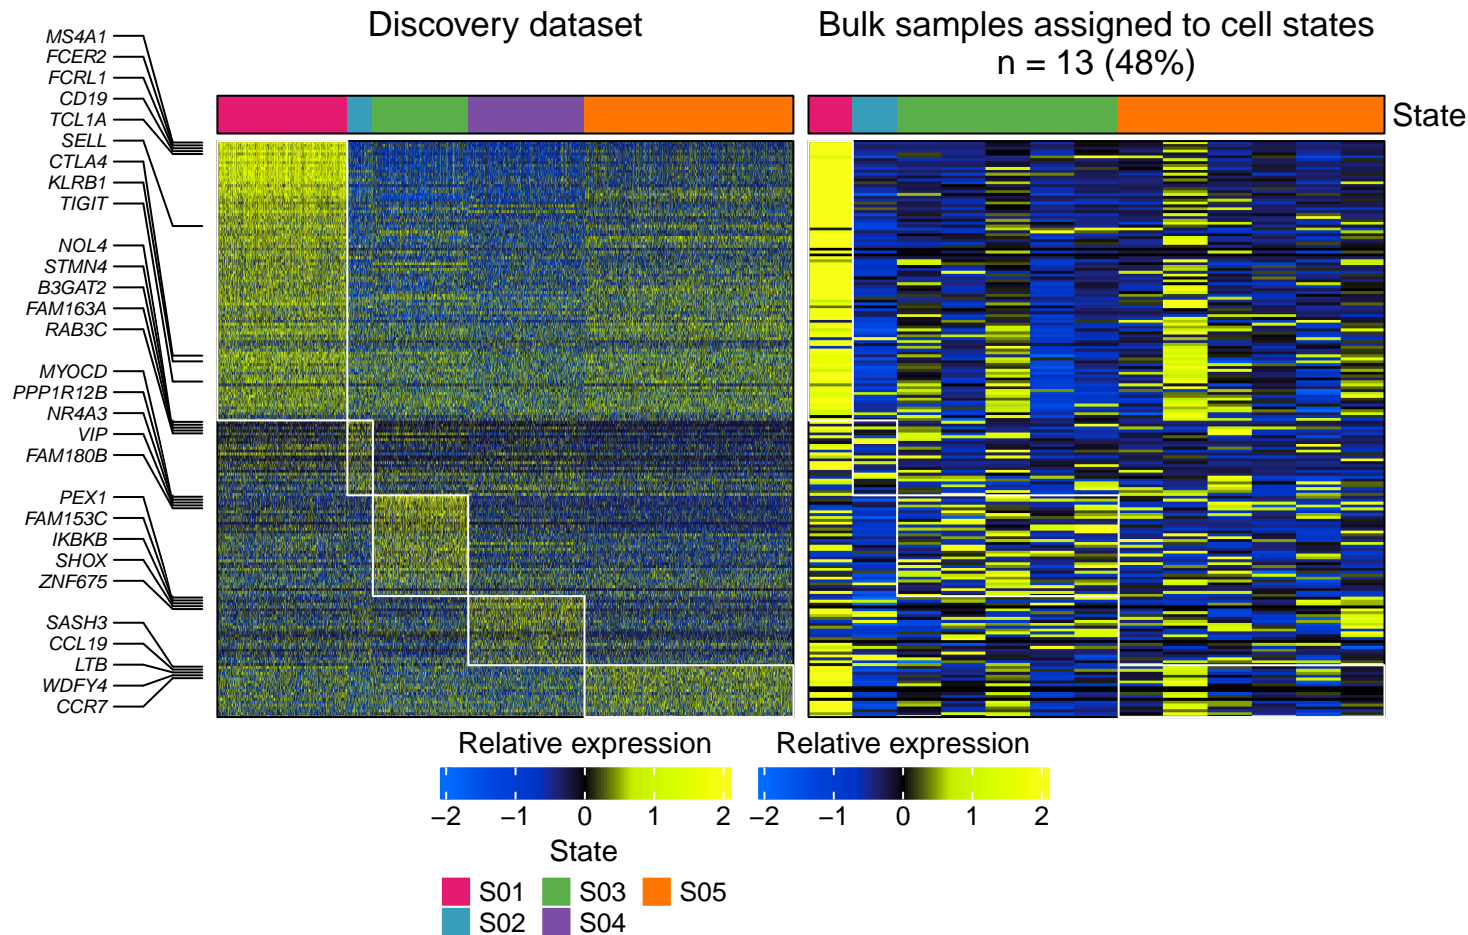 Discovery dataset
Bulk samples assigned to cell states
n = 13 (48%)
State
MS4A1
FCER2
FCRL1
CD19
TCL1A
SELL
CTLA4
KLRB1
TIGIT
NOL4
STMN4
B3GAT2
FAM163A
RAB3C
MYOCD
PPP1R12B
NR4A3
VIP
FAM180B
PEX1
FAM153C
IKBKB
SHOX
ZNF675
SASH3
CCL19
LTB
WDFY4
CCR7
Relative expression
−2 −1 0 1 2
Relative expression
−2 −1 0 1 2
State
S01 S03 S05
S02 S04